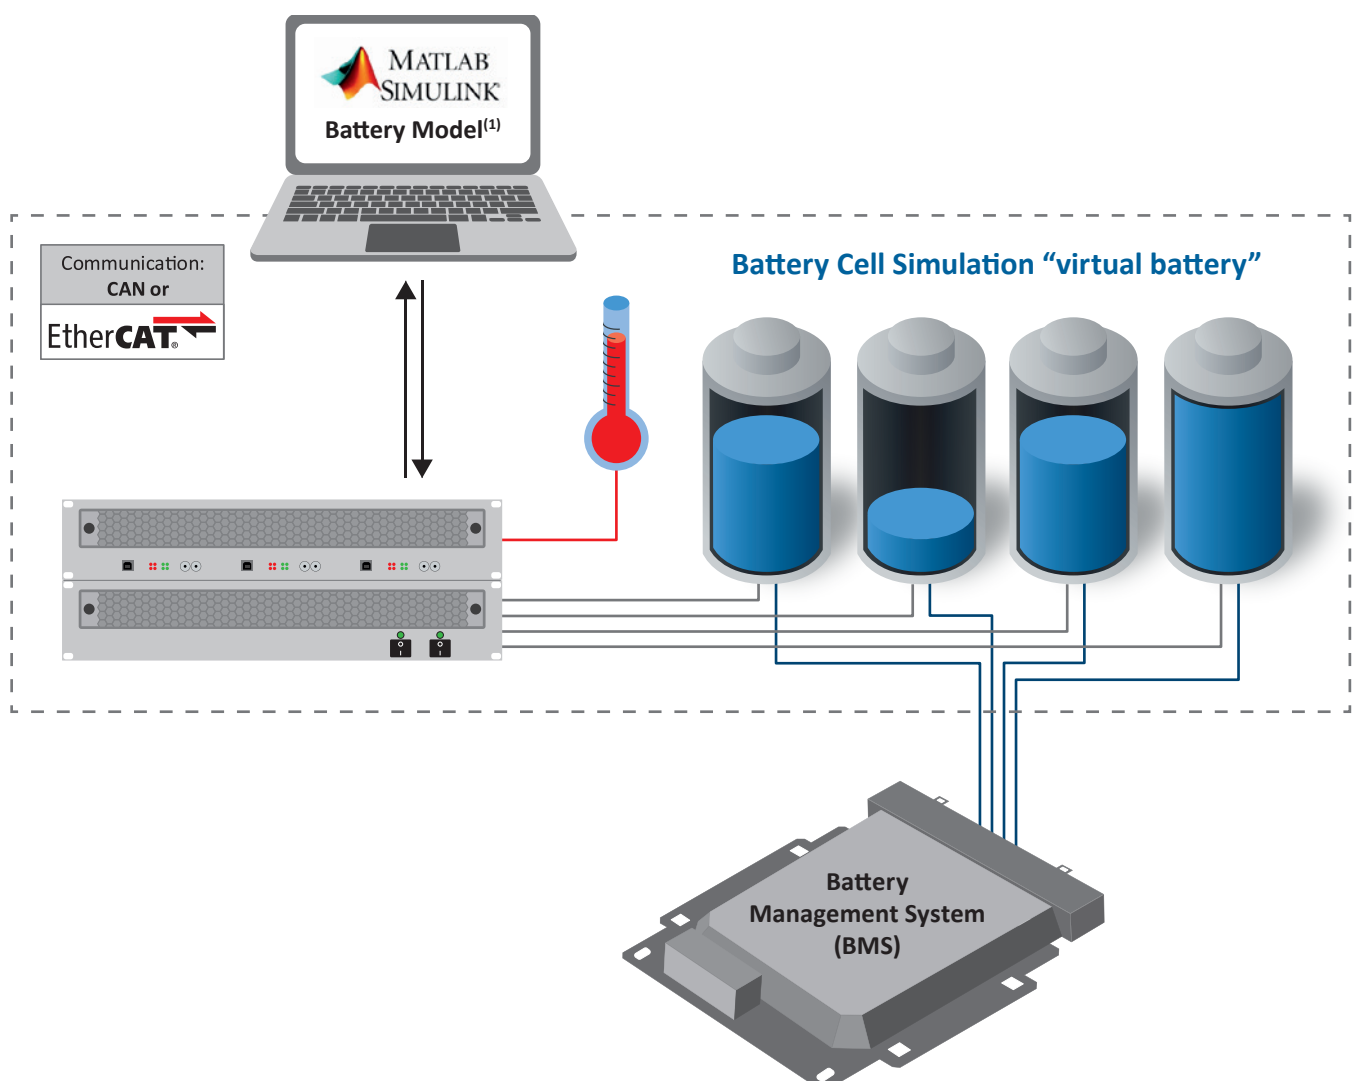 MATLAB
SIMULINK®
Battery Model(1)
Communication:
CAN or
EtherCAT®
Battery Cell Simulation “virtual battery”
Battery
Management System
(BMS)